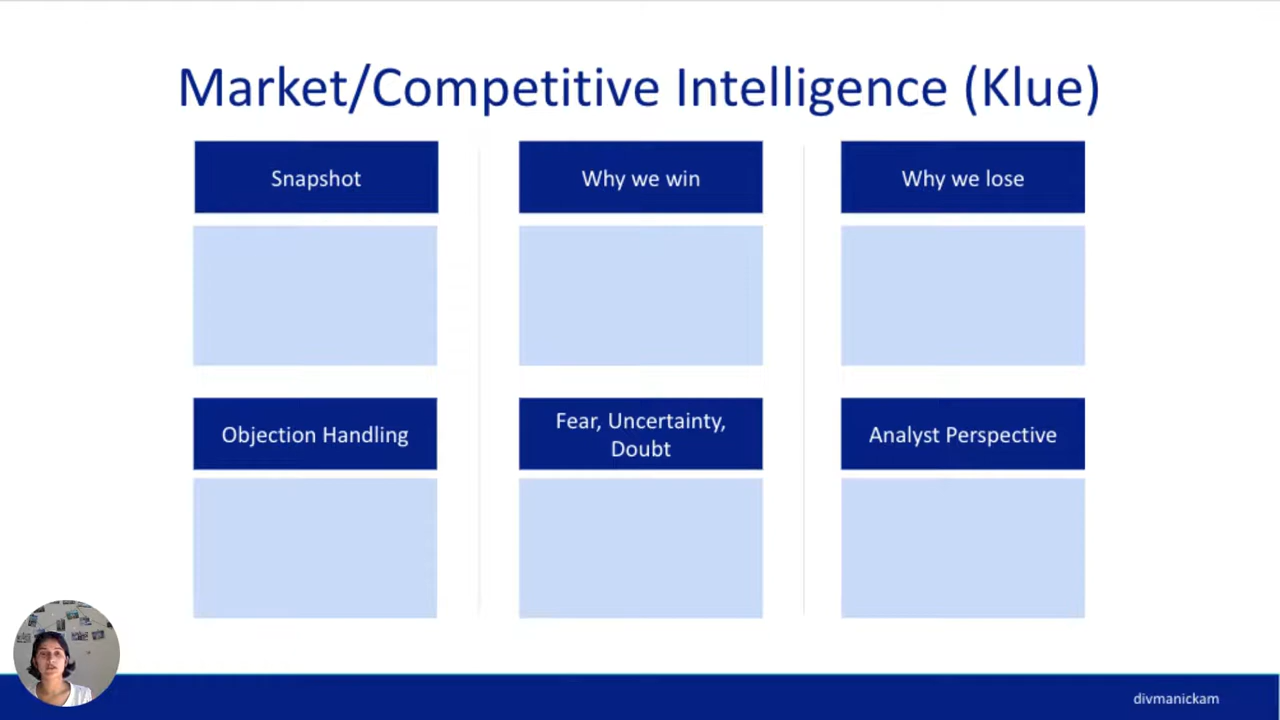 Market/Competitive Intelligence (Klue)
Snapshot
Why we win
Why we lose
Objection Handling
Fear, Uncertainty,
Doubt
Analyst Perspective
divmanickam